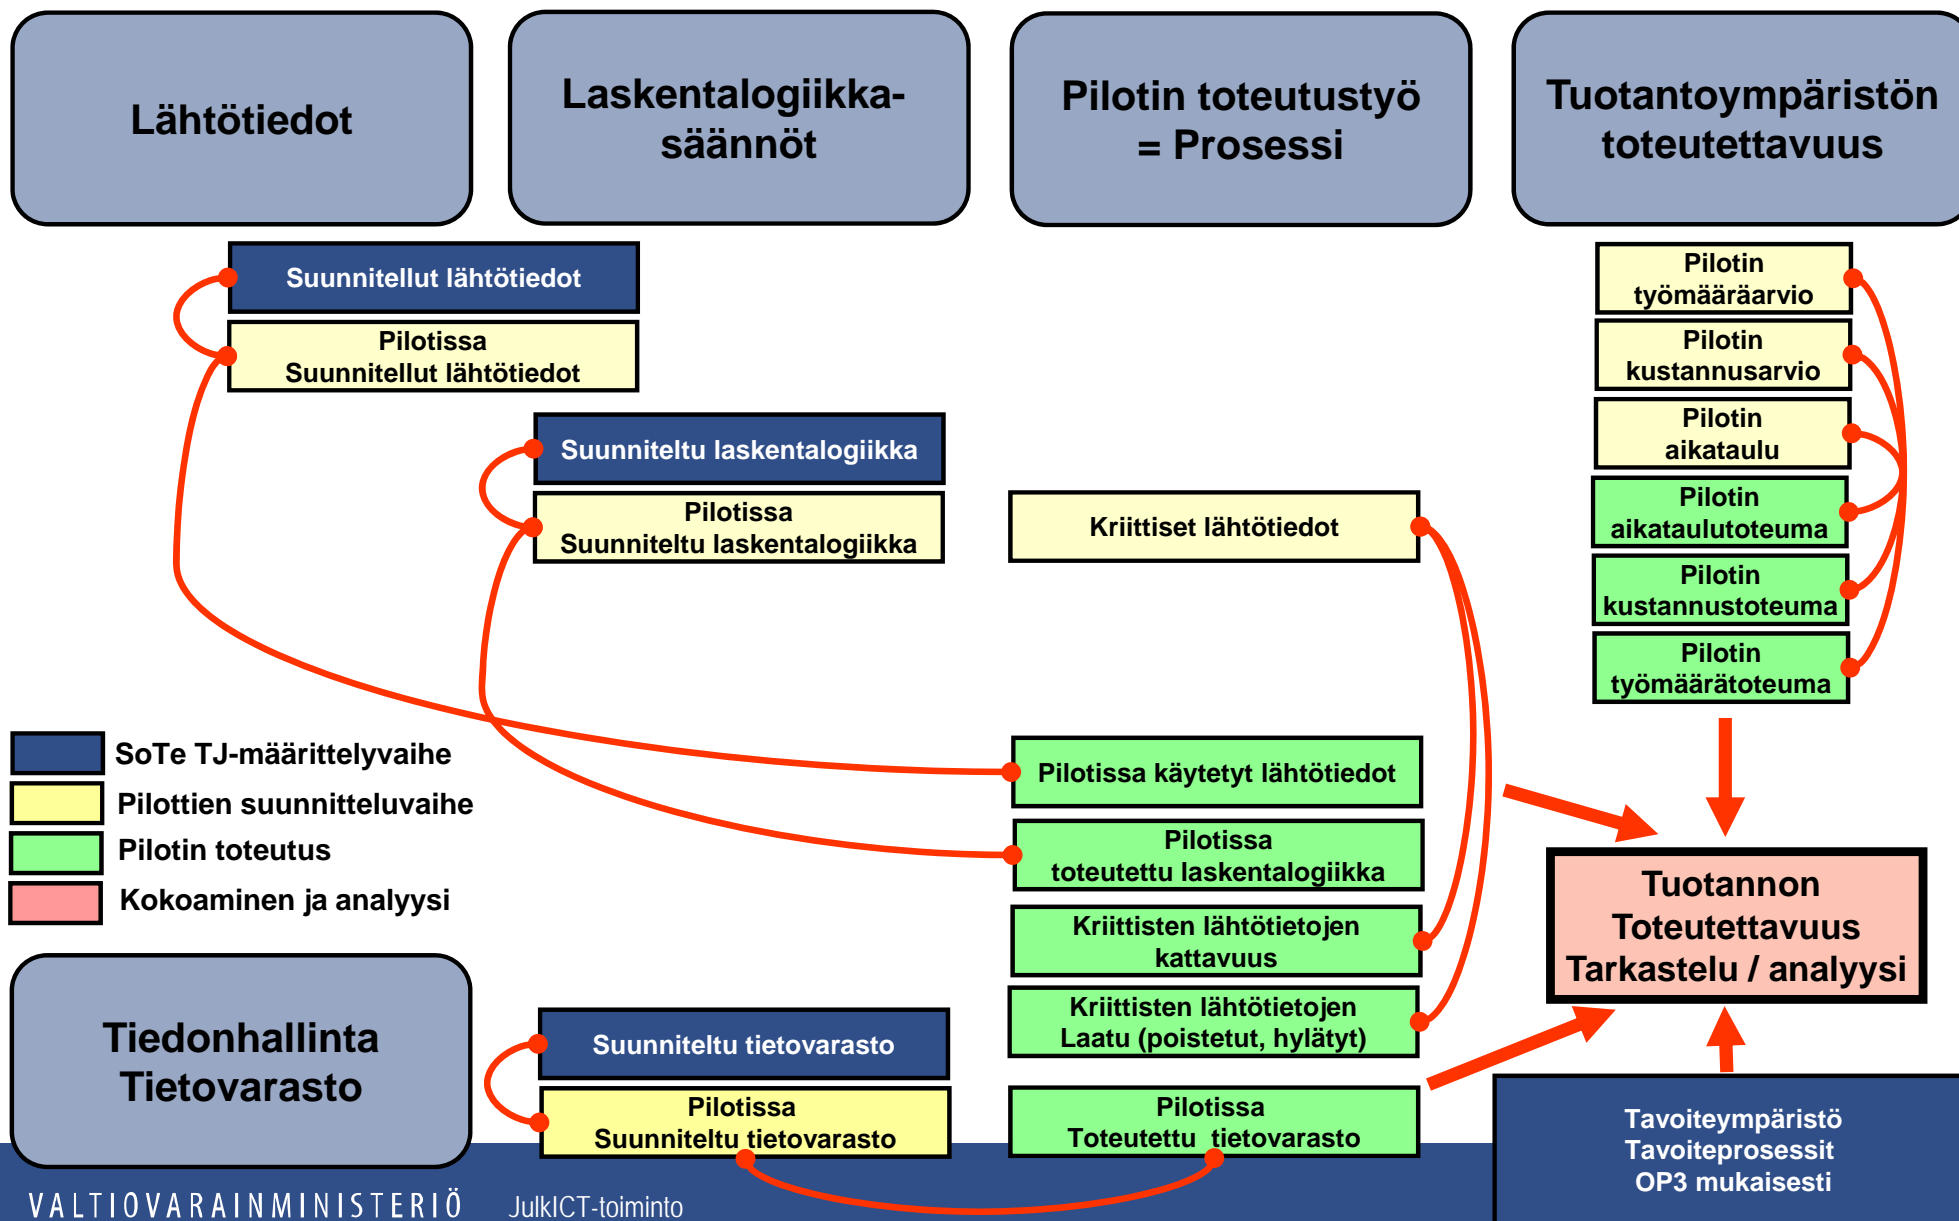 Lähtötiedot
Laskentalogiikka-
säännöt
Pilotin toteutustyö
= Prosessi
Tuotantoympäristön
toteutettavuus
Suunnitellut lähtötiedot
Pilotissa
Suunnitellut lähtötiedot
Suunniteltu laskentalogiikka
Pilotissa
Suunniteltu laskentalogiikka
Kriittiset lähtötiedot
Pilotin
työmääräarvio
Pilotin
kustannusarvio
Pilotin
aikataulu
Pilotin
aikataulutoteuma
Pilotin
kustannustoteuma
Pilotin
työmäärätoteuma
SoTe TJ-määrittelyvaihe
Pilottien suunnitteluvaihe
Pilotin toteutus
Kokoaminen ja analyysi
Pilotissa käytetyt lähtötiedot
Pilotissa
toteutettu laskentalogiikka
Kriittisten lähtötietojen
kattavuus
Kriittisten lähtötietojen
Laatu (poistetut, hylätyt)
Tuotannon
Toteutettavuus
Tarkastelu / analyysi
Tiedonhallinta
Tietovarasto
Suunniteltu tietovarasto
Pilotissa
Suunniteltu tietovarasto
Pilotissa
Toteutettu tietovarasto
Tavoiteympäristö
Tavoiteprosessit
OP3 mukaisesti
VALTIOVARAINMINISTERIÖ
JulkICT-toiminto